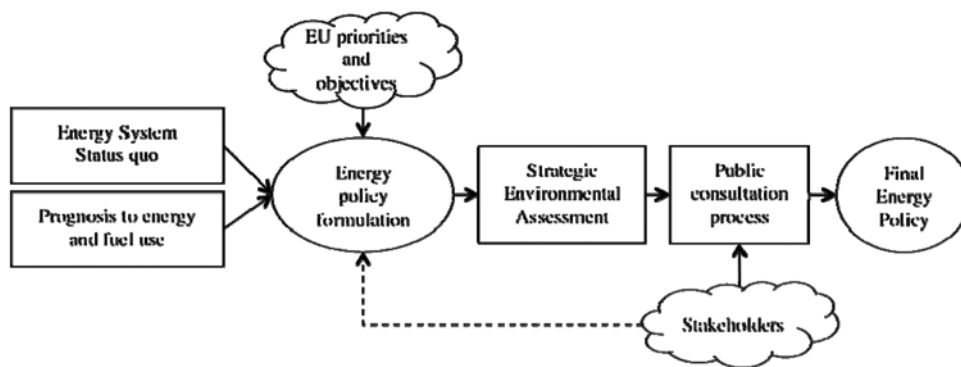 EU priorities
and
objectives
Energy System
Status quo
Prognosis to energy
and fuel use
Energy
policy
formulation
Strategic
Environmental
Assessment
Public
consultation
process
Final
Energy
Policy
Stakeholders